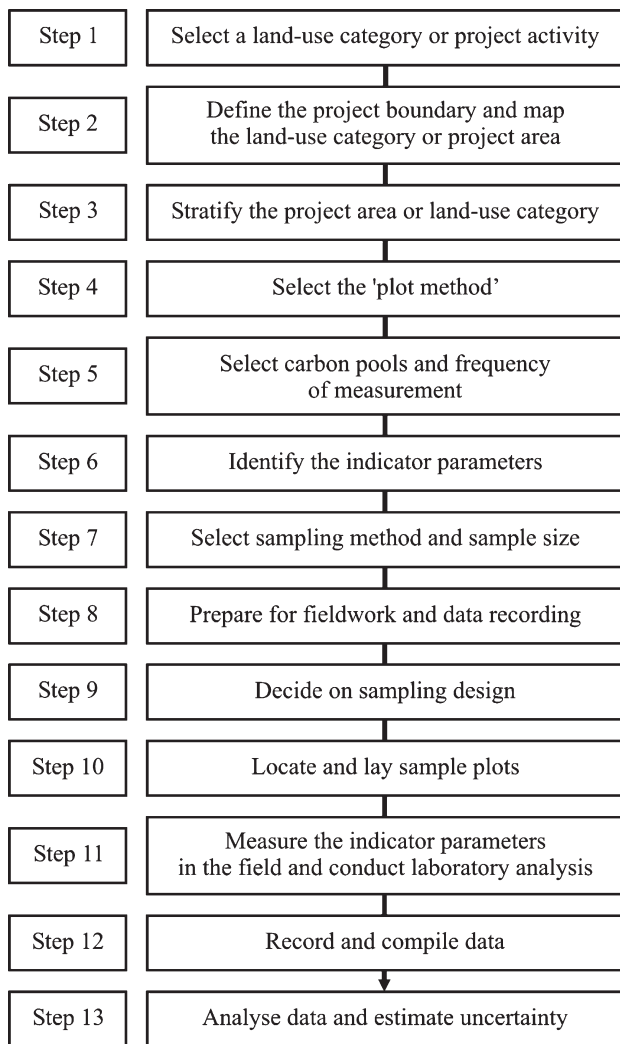 Step 1
Select a land-use category or project activity
Step 2
Define the project boundary and map
the land-use category or project area
Step 3
Stratify the project area or land-use category
Step 4
Select the 'plot method’
Step 5
Select carbon pools and frequency
of measurement
Step 6
Identify the indicator parameters
Step 7
Select sampling method and sample size
Step 8
Prepare for fieldwork and data recording
Step 9
Decide on sampling design
Step 10
Locate and lay sample plots
Step 11
Measure the indicator parameters
in the field and conduct laboratory analysis
Step 12
Record and compile data
Step 13
Analyse data and estimate uncertainty